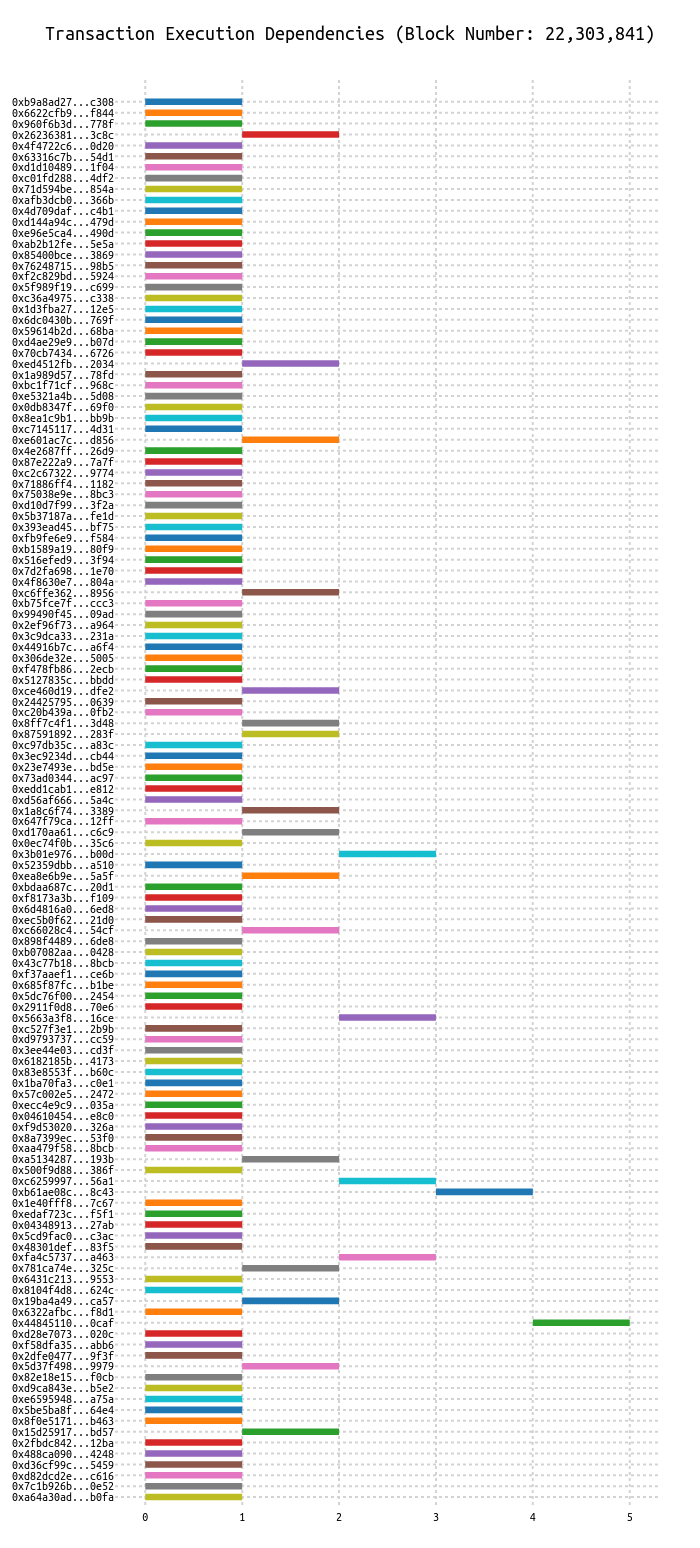 Transaction Execution Dependencies (Block Number: 22,303,841)
0xb9a8ad27...c308
0x6622cfb9...f844
0x960f6b3d...778f
0x26236381...3c8c
0x4f4722c6...0d20
0x63316c7b...54d1
0xd1d10489...1f04
0xc01fd288...4df2
0x71d594be...854a
0xafb3dcb0...366b
0x4d709daf...c4b1
0xd144a94c...479d
0xe96e5ca4...490d
0xab2b12fe...5e5a
0x85400bce...3869
0x76248715...98b5
0xf2c829bd...5924
0x5f989f19...c699
0xc36a4975...c338
0x1d3fba27...12e5
0x6dc0430b...769f
0x59614b2d...68ba
0xd4ae29e9...b07d
0x70cb7434...6726
0xed4512fb...2034
0x1a989d57...78fd
0xbc1f71cf...968c
0xe5321a4b...5d08
0x0db8347f...69f0
0x8ea1c9b1...bb9b
0xc7145117...4d31
0xe601ac7c...d856
0x4e2687ff...26d9
0x87e222a9...7a7f
0xc2c67322...9774
0x71886ff4...1182
0x75038e9e...8bc3
0xd10d7f99...3f2a
0x5b37187a...fe1d
0x393ead45...bf75
0xfb9fe6e9...f584
0xb1589a19...80f9
0x516efed9...3f94
0x7d2fa698...1e70
0x4f8630e7...804a
0xc6ffe362...8956
0xb75fce7f...ccc3
0x99490f45...09ad
0x2ef96f73...a964
0x3c9dca33...231a
0x44916b7c...a6f4
0x306de32e...5005
0xf478fb86...2ecb
0x5127835c...bbdd
0xce460d19...dfe2
0x24425795...0639
0xc20b439a...0fb2
0x8ff7c4f1...3d48
0x87591892...283f
0xc97db35c...a83c
0x3ec9234d...cb44
0x23e7493e...bd5e
0x73ad0344...ac97
0xedd1cab1...e812
0xd56af666...5a4c
0x1a8c6f74...3389
0x647f79ca...12ff
0xd170aa61...c6c9
0x0ec74f0b...35c6
0x3b01e976...b00d
0x52359dbb...a510
0xea8e6b9e...5a5f
0xbdaa687c...20d1
0xf8173a3b...f109
0x6d4816a0...6ed8
0xec5b0f62...21d0
0xc66028c4...54cf
0x898f4489...6de8
0xb07082aa...0428
0x43c77b18...8bcb
0xf37aaef1...ce6b
0x685f87fc...b1be
0x5dc76f00...2454
0x2911f0d8...70e6
0x5663a3f8...16ce
0xc527f3e1...2b9b
0xd9793737...cc59
0x3ee44e03...cd3f
0x6182185b...4173
0x83e8553f...b60c
0x1ba70fa3...c0e1
0x57c002e5...2472
0xecc4e9c9...035a
0x04610454...e8c0
0xf9d53020...326a
0x8a7399ec...53f0
0xaa479f58...8bcb
0xa5134287...193b
0x500f9d88...386f
0xc6259997...56a1
0xb61ae08c...8c43
0x1e40fff8...7c67
0xedaf723c...f5f1
0x04348913...27ab
0x5cd9fac0...c3ac
0x48301def...83f5
0xfa4c5737...a463
0x781ca74e...325c
0x6431c213...9553
0x8104f4d8...624c
0x19ba4a49...ca57
0x6322afbc...f8d1
0x44845110...0caf
0xd28e7073...020c
0xf58dfa35...abb6
0x2dfe0477...9f3f
0x5d37f498...9979
0x82e18e15...f0cb
0xd9ca843e...b5e2
0xe6595948...a75a
0x5be5ba8f...64e4
0x8f0e5171...b463
0x15d25917...bd57
0x2fbdc842...12ba
0x488ca090...4248
0xd36cf99c...5459
0xd82dcd2e...c616
0x7c1b926b...0e52
0xa64a30ad...b0fa
0 1 2 3 4 5